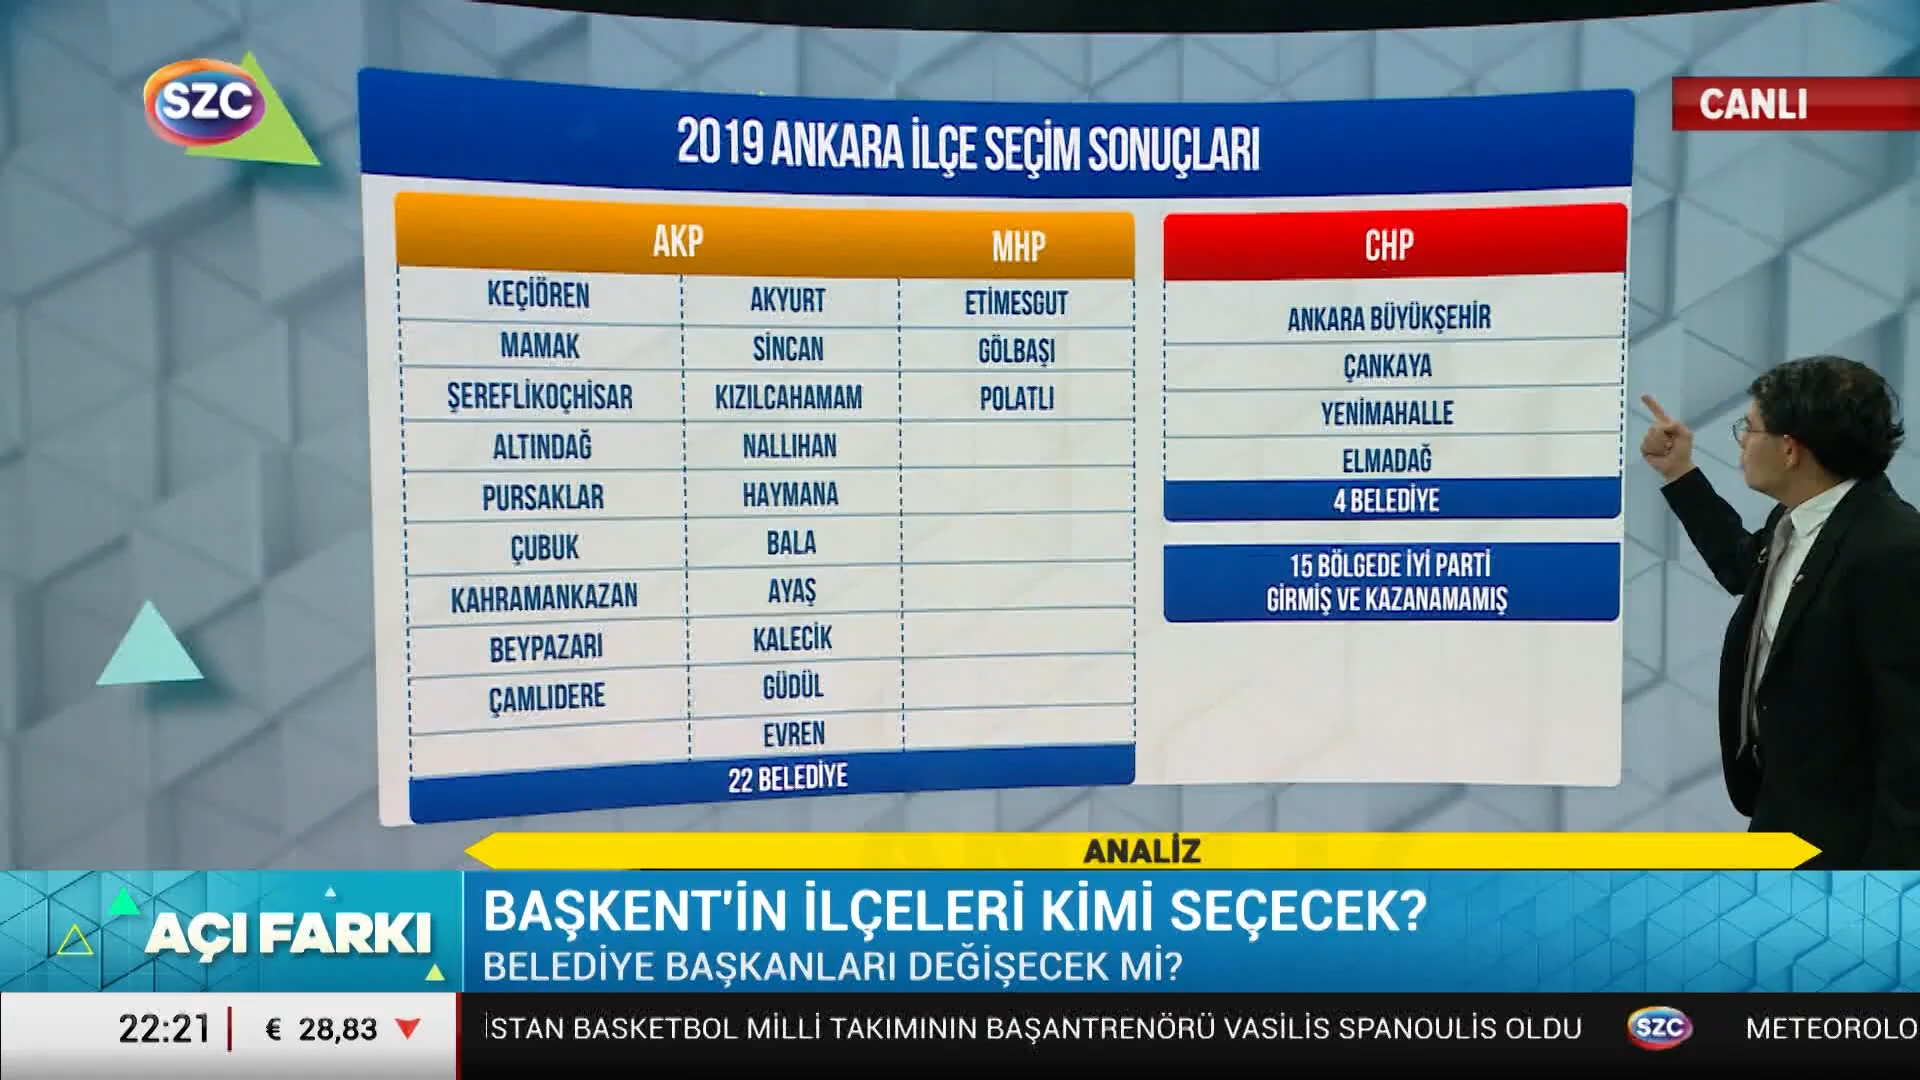 SZC
CANLI
2019 ANKARA İLÇE SEÇİM SONUÇLARI
AKP
MHP
CHP
KEÇİÖREN
AKYURT
ETİMESGUT
MAMAK
SİNCAN
GÖLBAŞI
ŞEREFLİKOÇHİSAR
KIZILCAHAMAM
POLATLI
ALTINDAĞ
NALLIHAN
PURSAKLAR
HAYMANA
ÇUBUK
BALA
KAHRAMANKAZAN
AYAŞ
BEYPAZARI
KALECİK
ÇAMLIDERE
GÜDÜL
EVREN
22 BELEDİYE
ANKARA BÜYÜKŞEHİR
ÇANKAYA
YENİMAHALLE
ELMADAĞ
4 BELEDİYE
15 BÖLGEDE İYİ PARTİ
GİRMİŞ VE KAZANAMAMIŞ
ANALİZ
AÇI FARKI
BAŞKENT'İN İLÇELERİ KİMİ SEÇECEK?
BELEDİYE BAŞKANLARI DEĞİŞECEK Mİ?
22:21
€ 28,83
İSTAN BASKETBOL MİLLİ TAKIMININ BAŞANTRENÖRÜ VASILIS SPANOULIS OLDU
SZC
METEOROLO